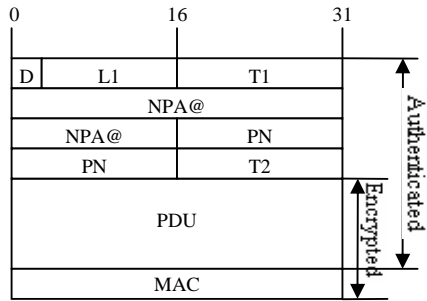 0 16 31
D L1 T1
NPA@
NPA@ PN
PN T2
PDU
MAC
Encrypted
Authenticated